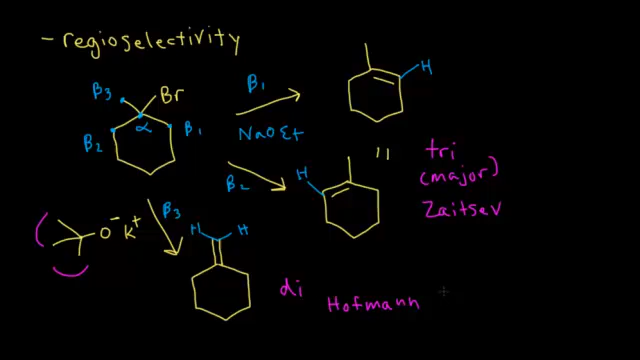 - regioselectivity
β3
Br
α
β2
β1
β1
NaOEt
H
β2
H
tri
(major)
Zaitsev
O⁻ K⁺
β3
H H
di
Hofmann